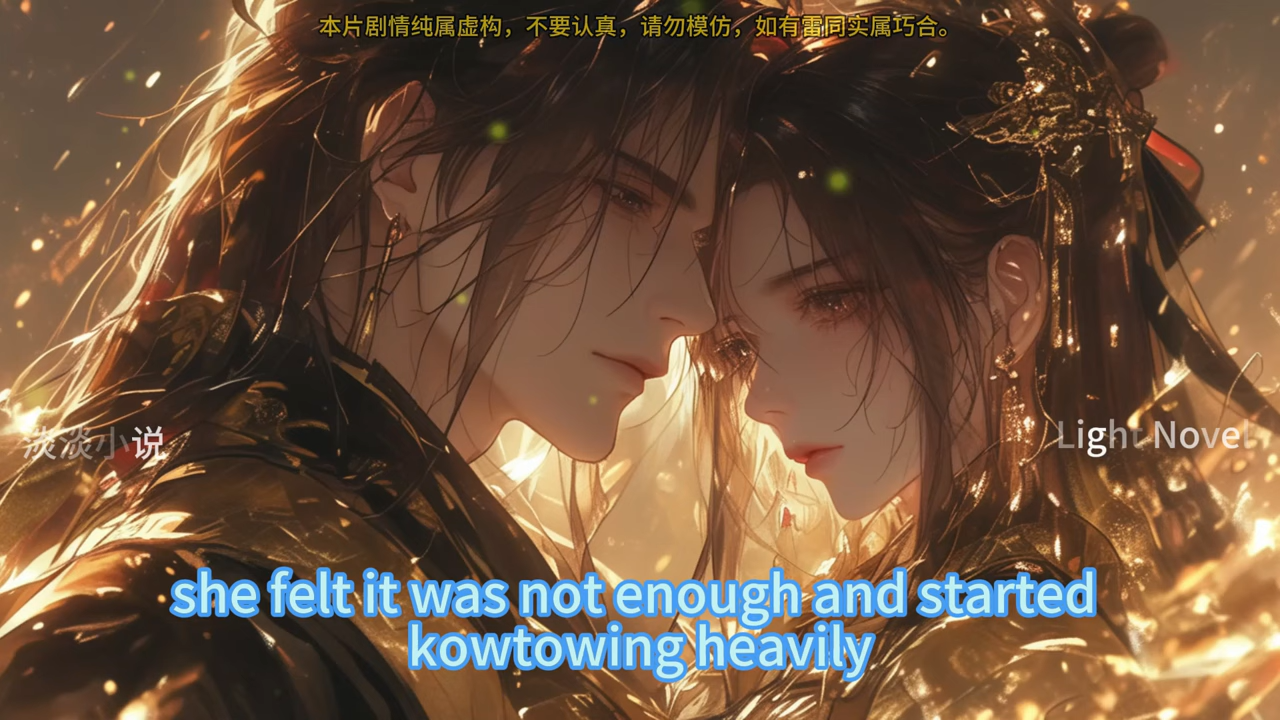 本片剧情纯属虚构，不要认真，请勿模仿，如有雷同实属巧合。
淡淡小说
Light Novel
she felt it was not enough and started
kowtowing heavily